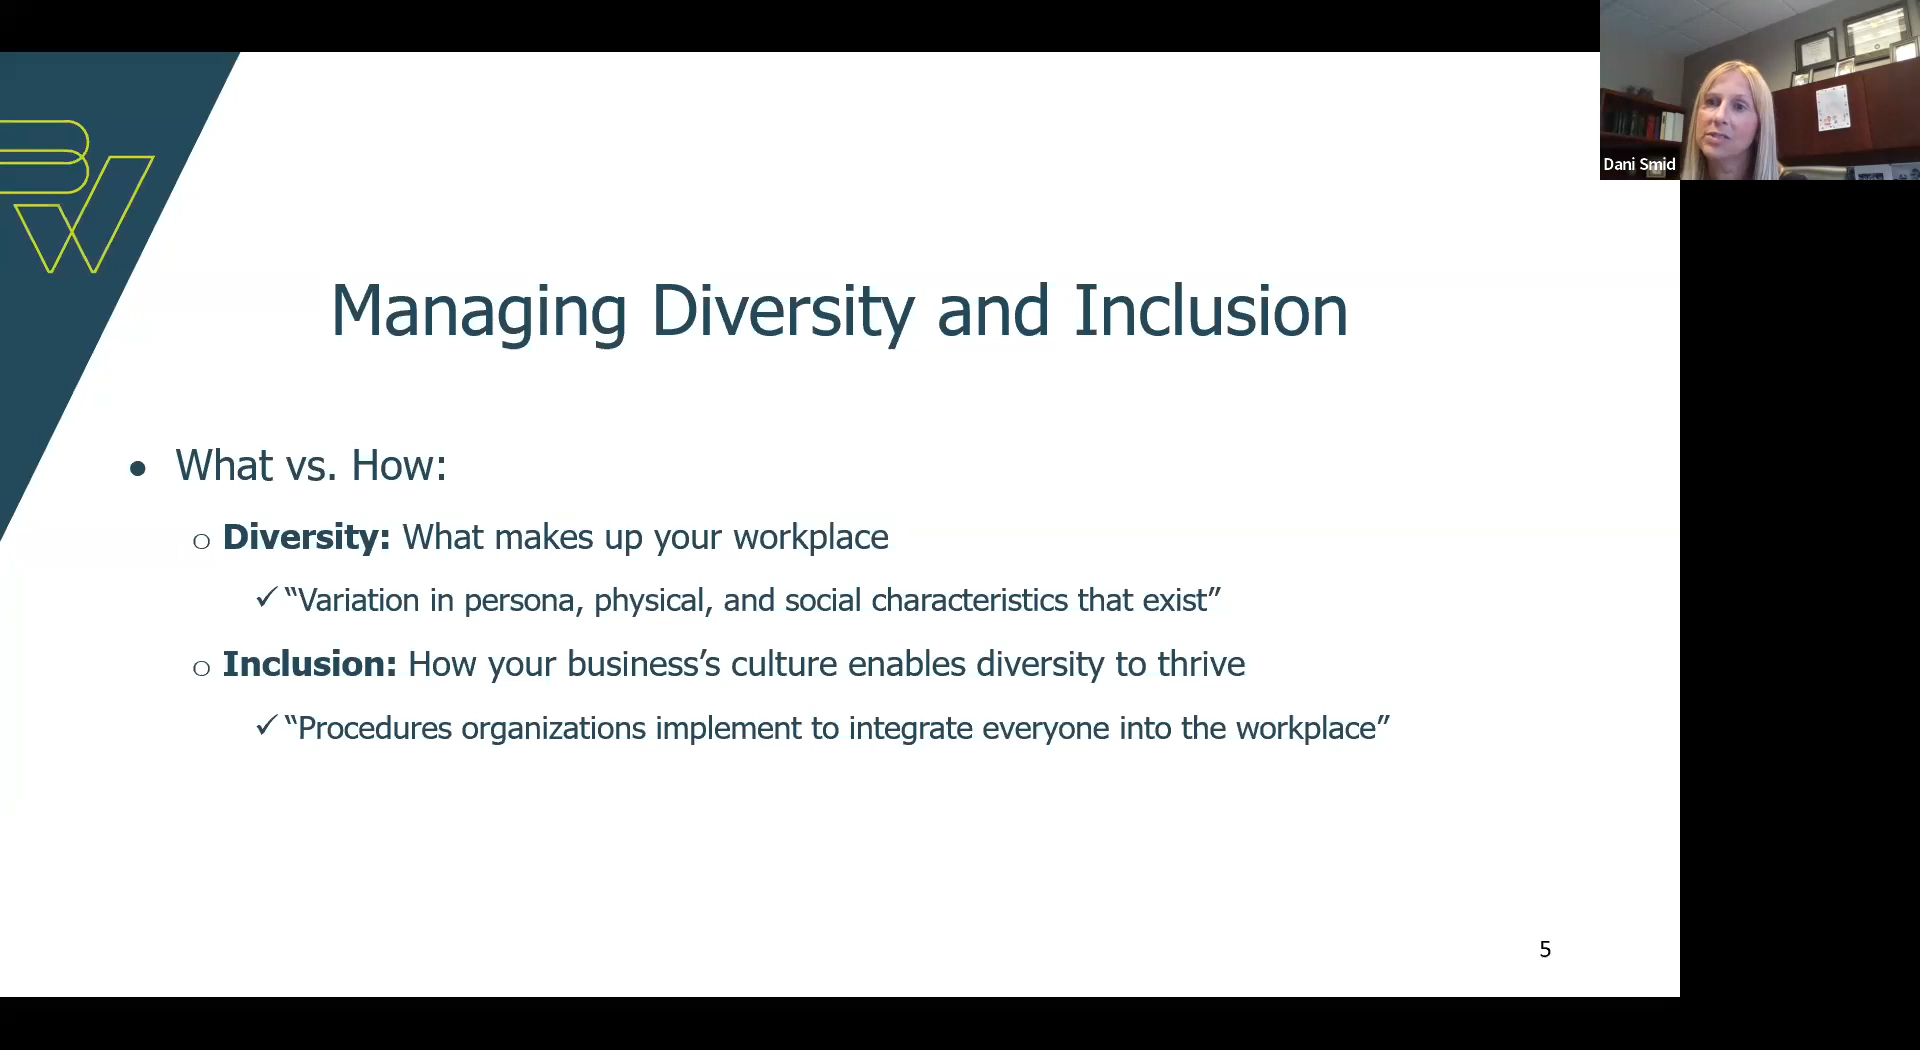 Managing Diversity and Inclusion
• What vs. How:
o Diversity: What makes up your workplace
✓ “Variation in persona, physical, and social characteristics that exist”
o Inclusion: How your business’s culture enables diversity to thrive
✓ “Procedures organizations implement to integrate everyone into the workplace”
5
Dani Smid